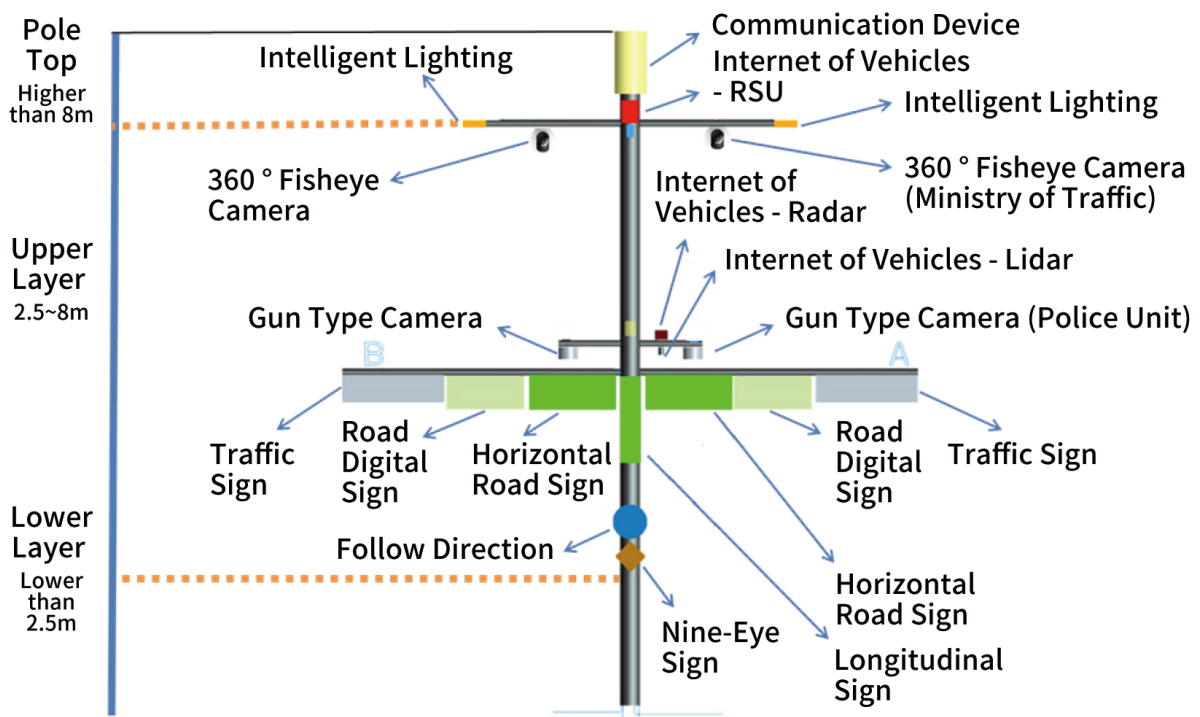 Pole
Top
Higher
than 8m
Intelligent Lighting
Communication Device
Internet of Vehicles
- RSU
Intelligent Lighting
360 ° Fisheye
Camera
360 ° Fisheye Camera
(Ministry of Traffic)
Internet of
Vehicles - Radar
Upper
Layer
2.5~8m
Internet of Vehicles - Lidar
Gun Type Camera
Gun Type Camera (Police Unit)
B
A
Traffic
Sign
Road
Digital
Sign
Horizontal
Road Sign
Road
Digital
Sign
Traffic Sign
Lower
Layer
Lower
than
2.5m
Follow Direction
Horizontal
Road Sign
Nine-Eye
Sign
Longitudinal
Sign